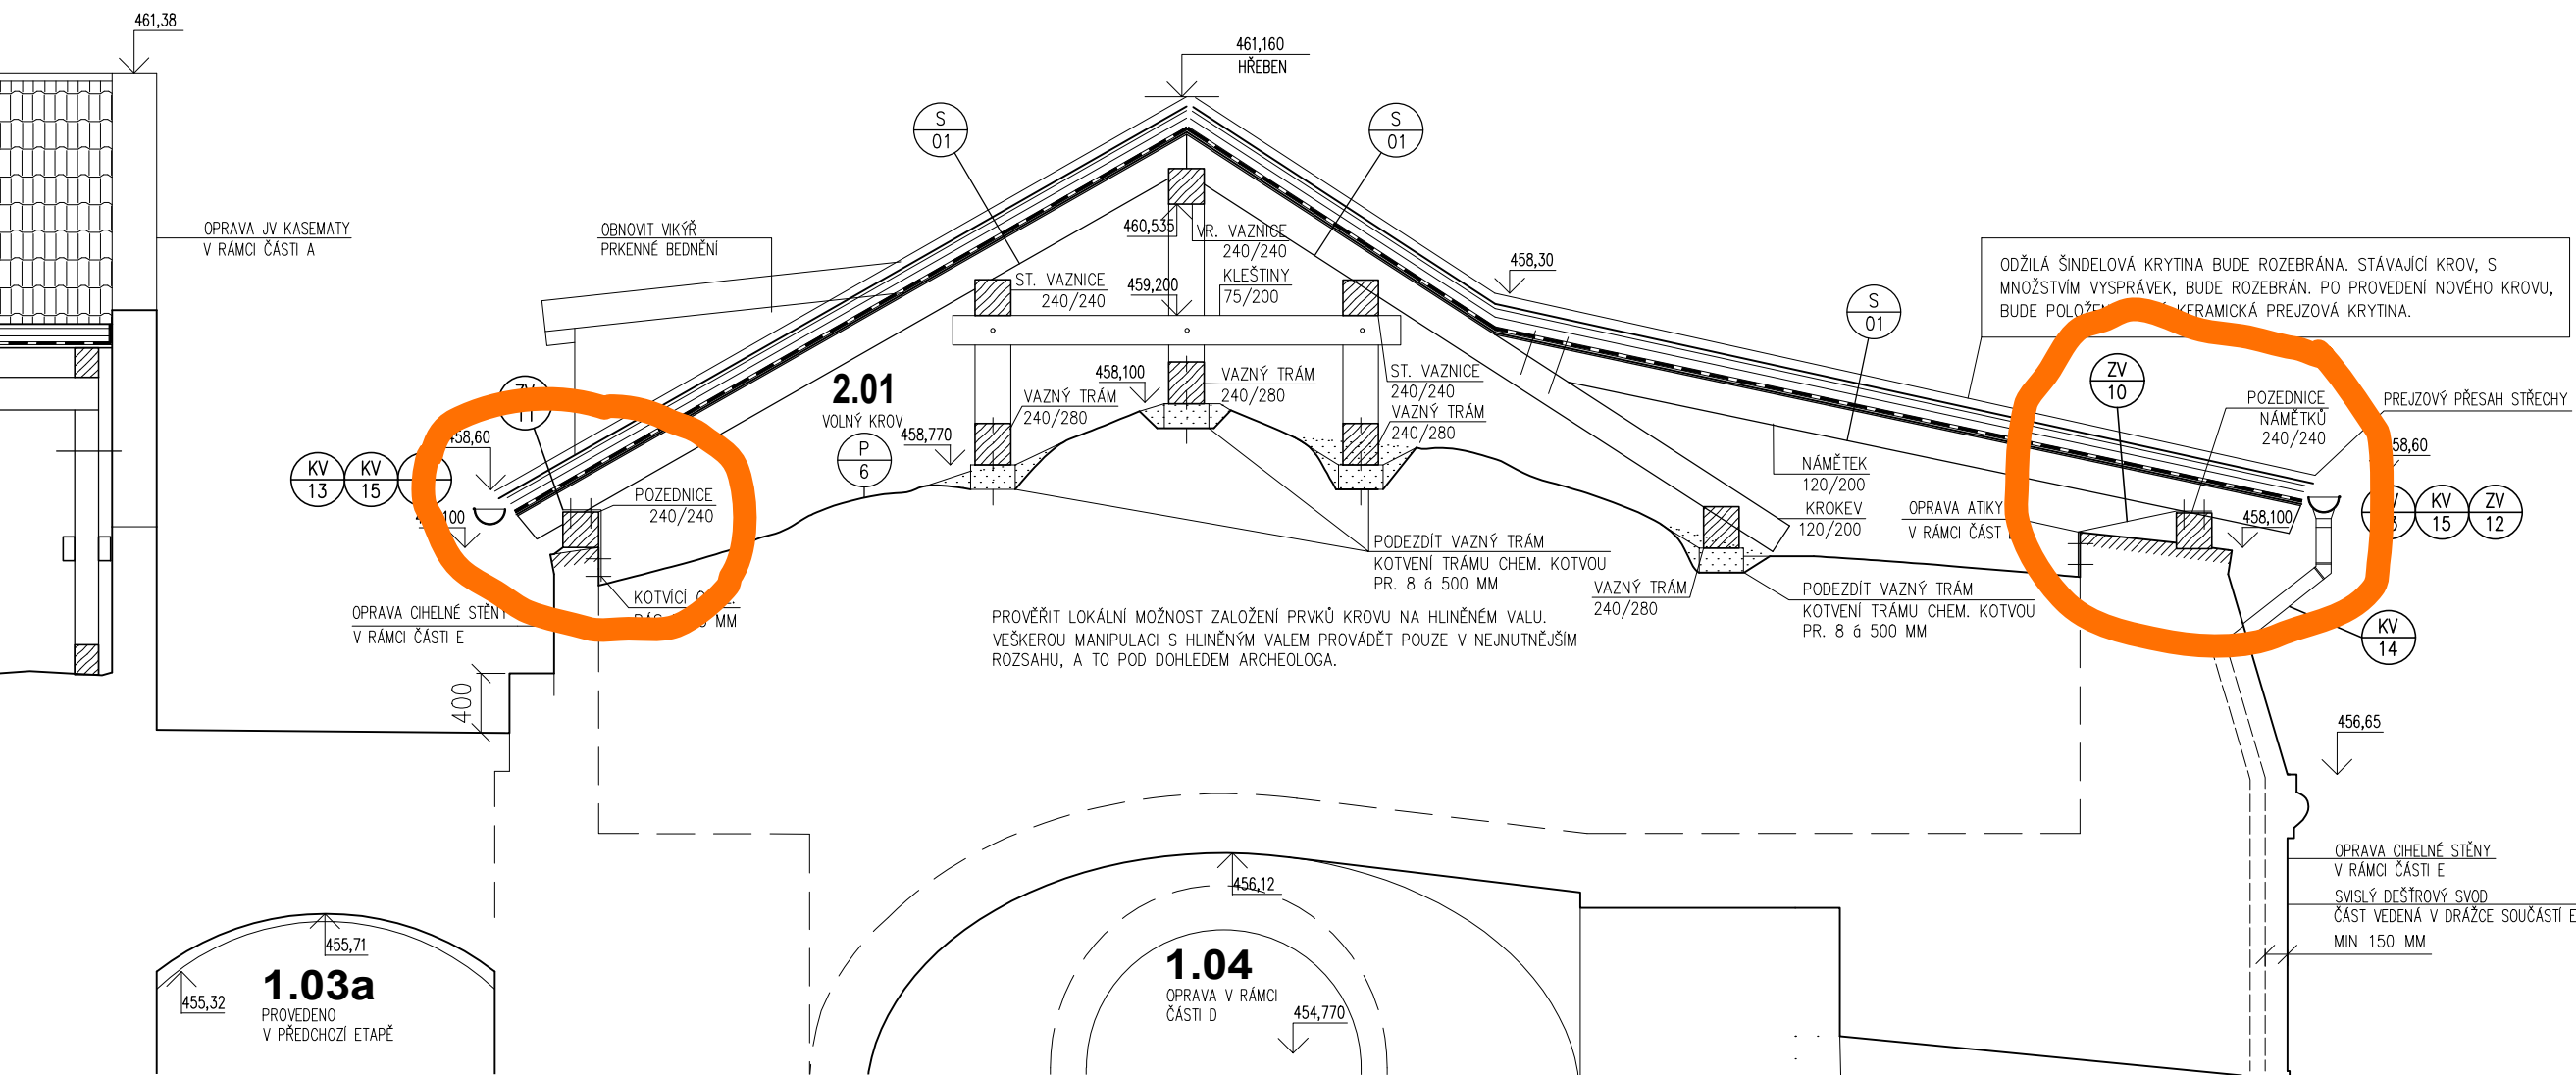 461,38
461,160
HŘEBEN
S
01
S
01
OPRAVA JV KASEMATY
V RÁMCI ČÁSTI A
OBNOVIT VIKÝŘ
PRKENNÉ BEDNĚNÍ
460,535
VR. VAZNICE
240/240
ST. VAZNICE
240/240
459,200
KLEŠTINY
75/200
458,30
S
01
ODŽILÁ ŠINDELOVÁ KRYTINA BUDE ROZEBRÁNA. STÁVAJÍCÍ KROV, S
MNOŽSTVÍM VYSPRÁVEK, BUDE ROZEBRÁN. PO PROVEDENÍ NOVÉHO KROVU,
BUDE KERAMICKÁ PREJZOVÁ KRYTINA.
2.01
VOLNÝ KROV
P
6
458,100
VAZNÝ TRÁM
240/280
VAZNÝ TRÁM
240/280
ST. VAZNICE
240/240
VAZNÝ TRÁM
240/280
458,770
ZV
10
POZEDNICE
NÁMĚTKŮ
240/240
PREJZOVÝ PŘESAH STŘECHY
458,60
KV
13
KV
15
POZEDNICE
240/240
NÁMĚTEK
120/200
KROKEV
120/200
OPRAVA ATIKY
V RÁMCI ČÁST
458,100
KV
15
ZV
12
KV
14
OPRAVA CIHELNÉ STĚNY
V RÁMCI ČÁSTI E
KOTVÍCÍ
MM
PODEZDÍT VAZNÝ TRÁM
KOTVENÍ TRÁMU CHEM. KOTVOU
PR. 8 á 500 MM
VAZNÝ TRÁM
240/280
PODEZDÍT VAZNÝ TRÁM
KOTVENÍ TRÁMU CHEM. KOTVOU
PR. 8 á 500 MM
PROVĚŘIT LOKÁLNÍ MOŽNOST ZALOŽENÍ PRVKŮ KROVU NA HLINĚNÉM VALU.
VEŠKEROU MANIPULACI S HLINĚNÝM VALEM PROVÁDĚT POUZE V NEJNUTNĚJŠÍM
ROZSAHU, A TO POD DOHLEDEM ARCHEOLOGA.
400
456,65
OPRAVA CIHELNÉ STĚNY
V RÁMCI ČÁSTI E
SVISLÝ DEŠŤROVÝ SVOD
ČÁST VEDENÁ V DRÁŽCE SOUČÁSTÍ E
MIN 150 MM
456,12
455,71
455,32
1.03a
PROVEDENO
V PŘEDCHOZÍ ETAPĚ
1.04
OPRAVA V RÁMCI
ČÁSTI D
454,770